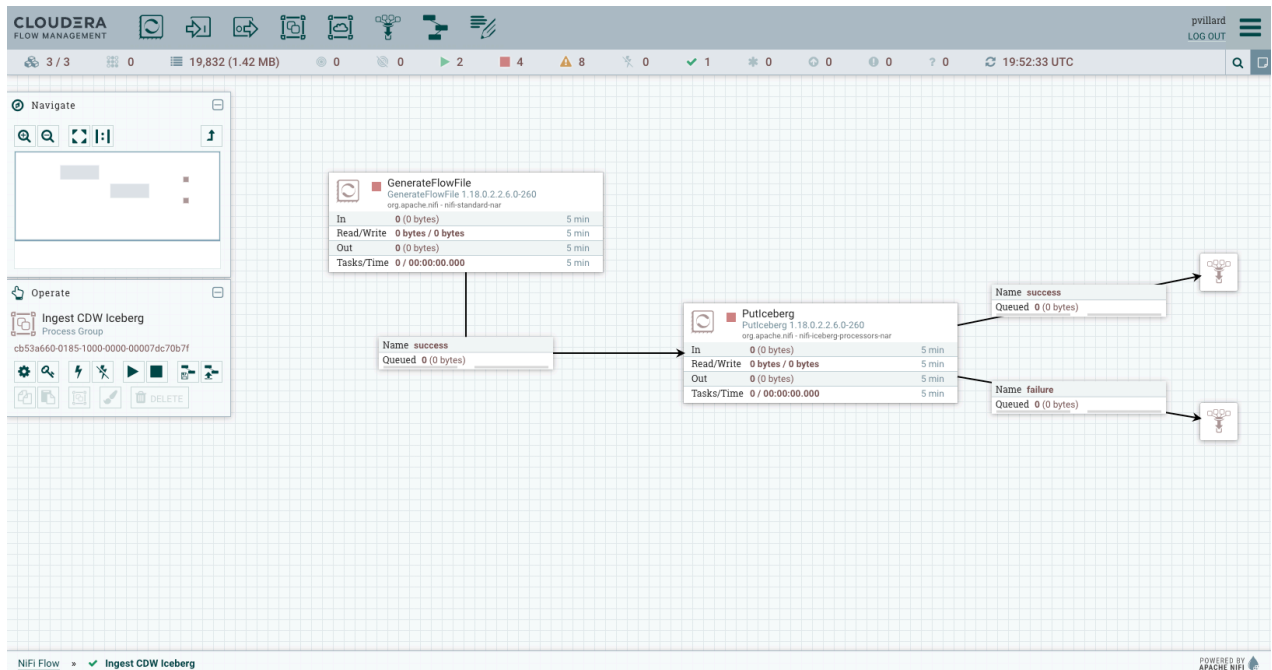 CLOUDERA
FLOW MANAGEMENT
pvillard
LOG OUT
3 / 3 0 19,832 (1.42 MB) 0 0 2 4 8 0 1 0 0 0 ? 0 19:52:33 UTC
Navigate
Operate
Ingest CDW Iceberg
Process Group
cb53a660-0185-1000-0000-00007dc70b7f
DELETE
GenerateFlowFile
GenerateFlowFile 1.18.0.2.2.6.0-260
org.apache.nifi - nifi-standard-nar
In 0 (0 bytes) 5 min
Read/Write 0 bytes / 0 bytes 5 min
Out 0 (0 bytes) 5 min
Tasks/Time 0 / 00:00:00.000 5 min
Name success
Queued 0 (0 bytes)
PutIceberg
PutIceberg 1.18.0.2.2.6.0-260
org.apache.nifi - nifi-iceberg-processors-nar
In 0 (0 bytes) 5 min
Read/Write 0 bytes / 0 bytes 5 min
Out 0 (0 bytes) 5 min
Tasks/Time 0 / 00:00:00.000 5 min
Name success
Queued 0 (0 bytes)
Name failure
Queued 0 (0 bytes)
NiFi Flow » Ingest CDW Iceberg
POWERED BY
APACHE NIFI